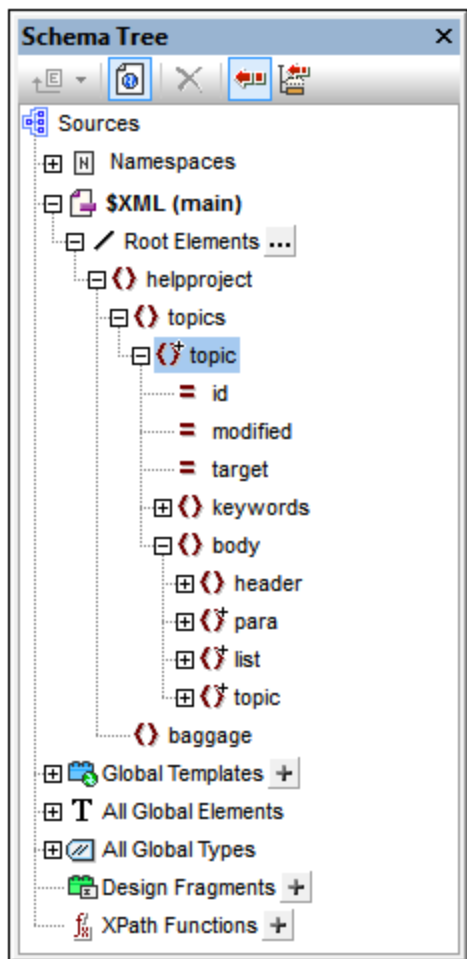 Schema Tree
Sources
Namespaces
$XML (main)
Root Elements ...
helpproject
topics
topic
id
modified
target
keywords
body
header
para
list
topic
baggage
Global Templates
All Global Elements
All Global Types
Design Fragments
XPath Functions